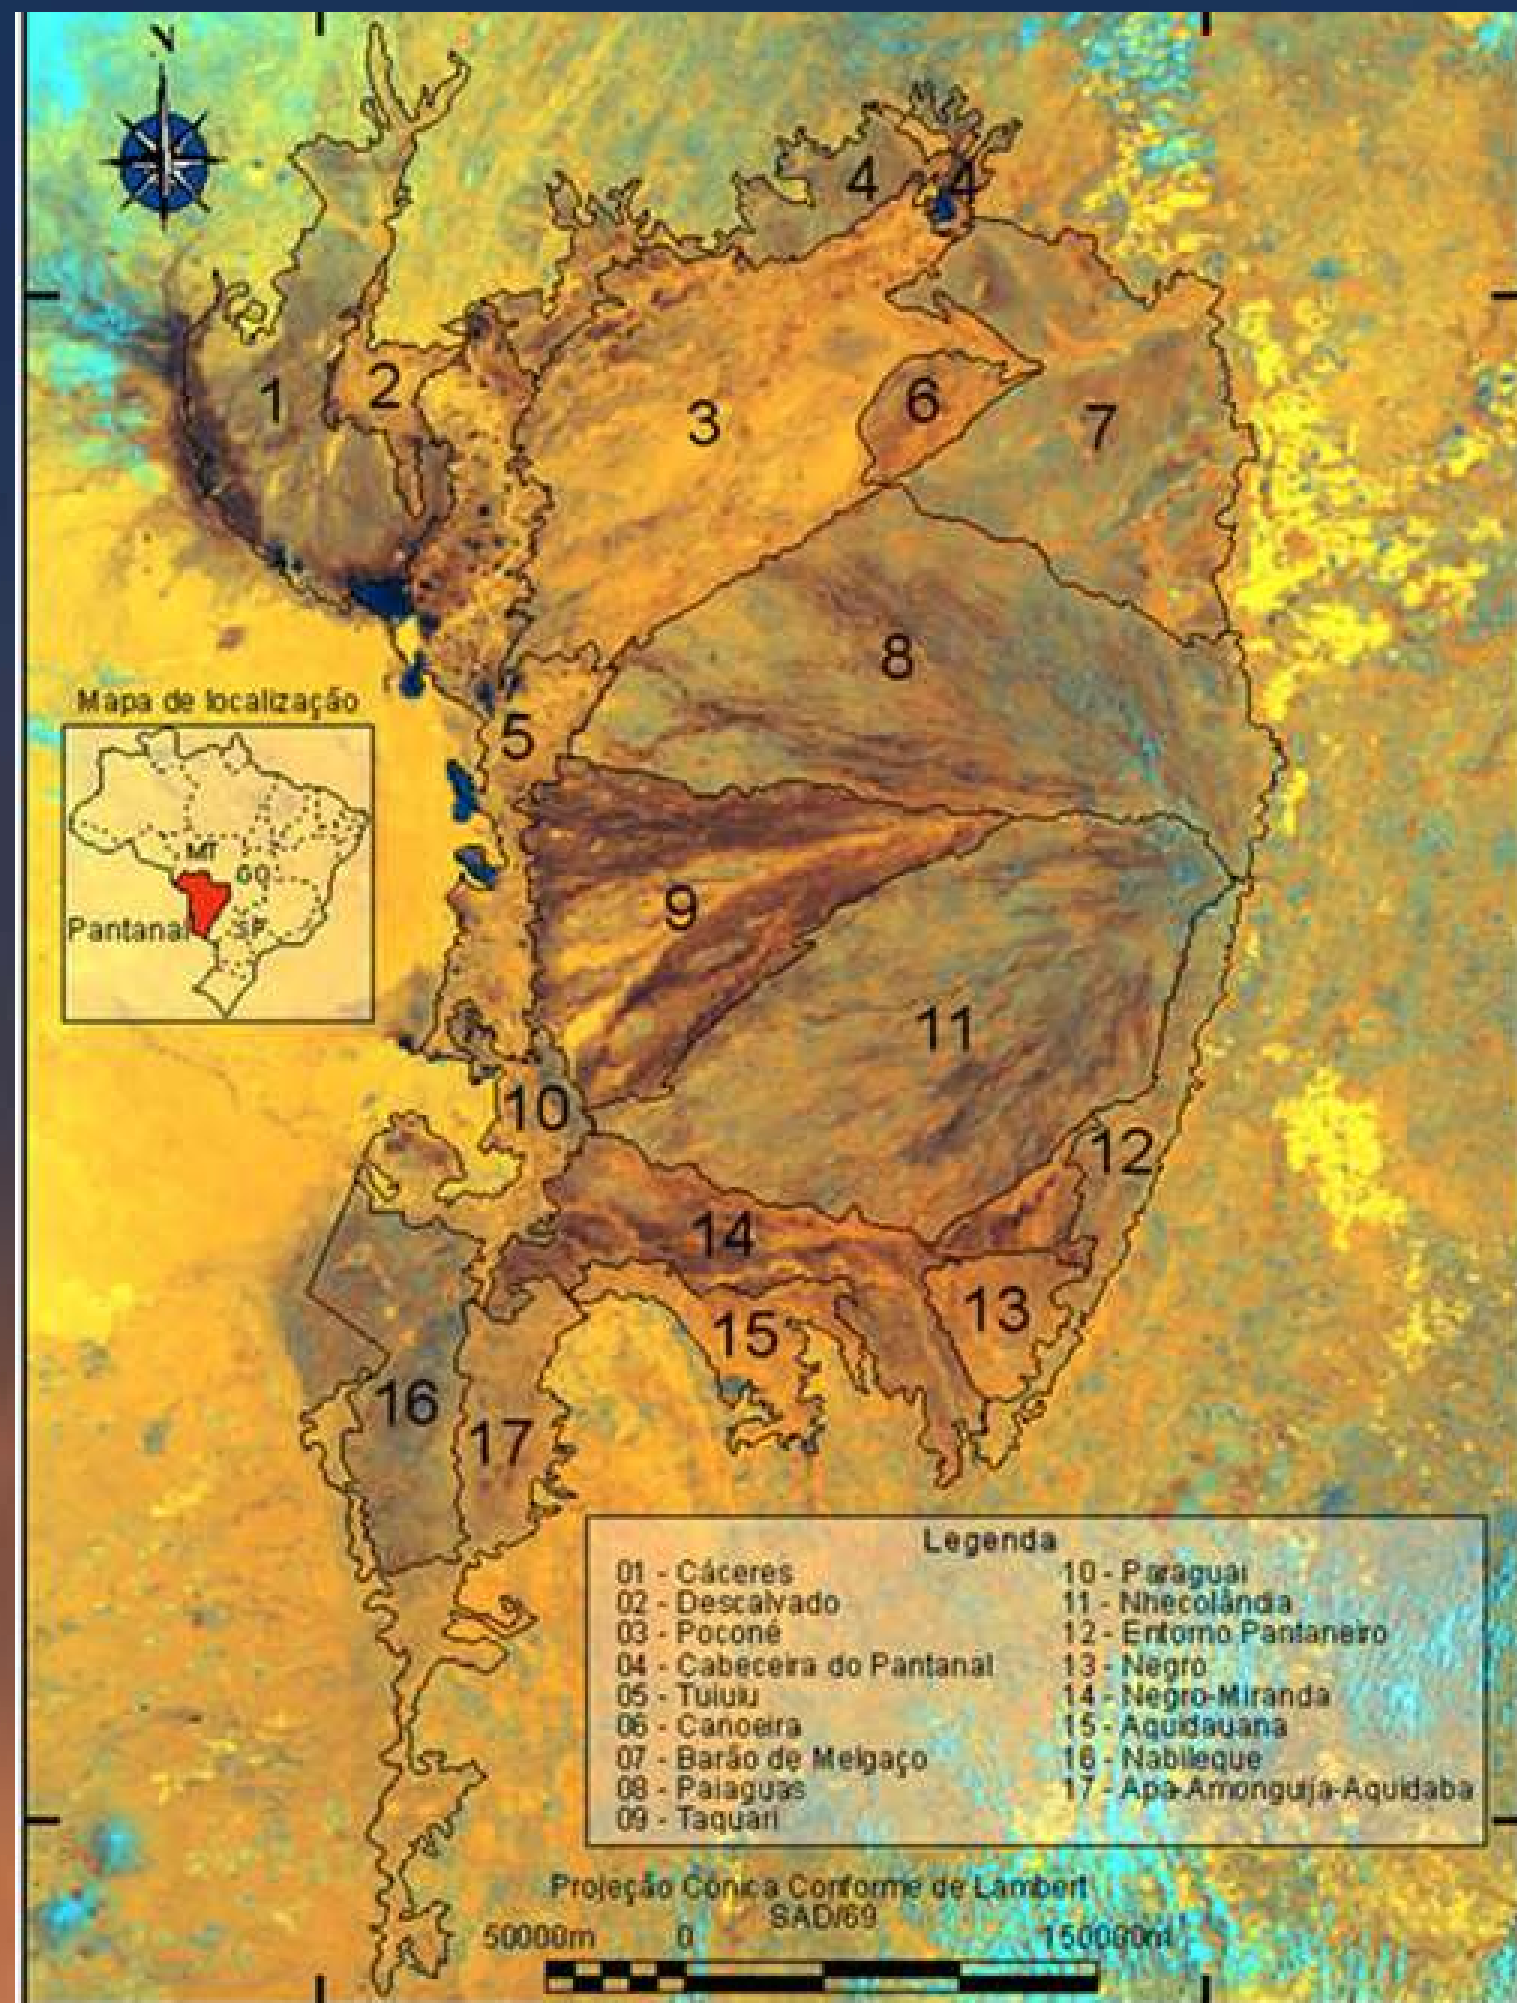 N
4 4
1 2 3 6 7
8
Mapa de localização
5
MT
GO
9
Pantanal
SP
11
10
12
14
13
15
16
17
Legenda
01 - Cáceres
02 - Descalvado
03 - Poconé
04 - Cabeceira do Pantanal
05 - Tuiuiu
06 - Canoeira
07 - Barão de Melgaço
08 - Paiaguas
09 - Taquari
10 - Paraguai
11 - Nhecolândia
12 - Entorno Pantaneiro
13 - Negro
14 - Negro-Miranda
15 - Aquidauana
16 - Nabileque
17 - Apa-Amonguija-Aquidaba
Projeção Cônica Conforme de Lambert
SAD/69
50000m 0 150000m